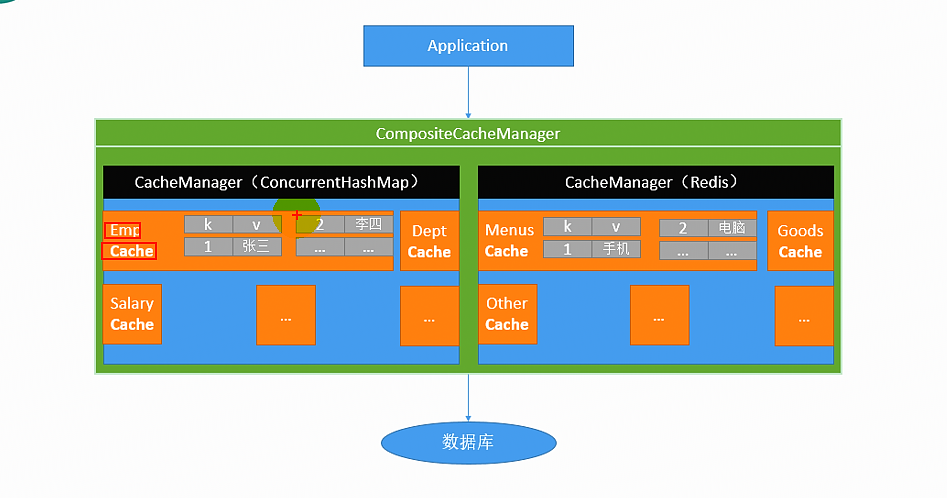 Application
CompositeCacheManager
CacheManager（ConcurrentHashMap）
Emp
Cache
k v
1 张三
2 李四
... ...
Dept
Cache
Salary
Cache
...
...
CacheManager（Redis）
Menus
Cache
k v
1 手机
2 电脑
... ...
Goods
Cache
Other
Cache
...
...
数据库